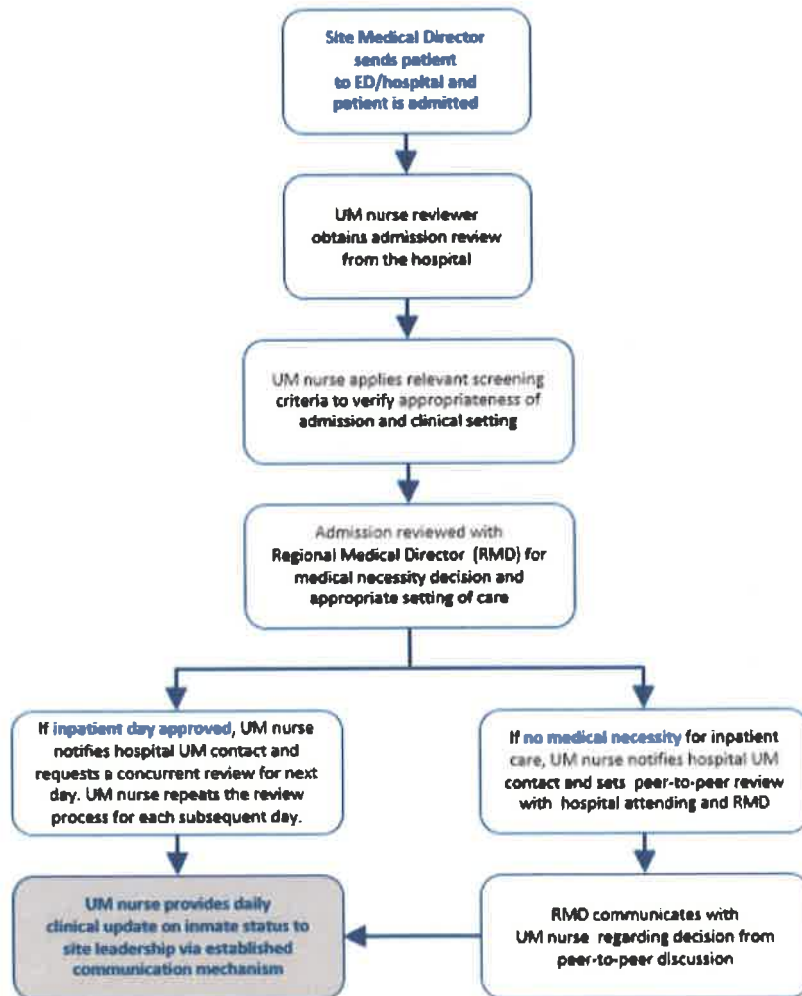 Site Medical Director
sends patient
to ED/hospital and
patient is admitted
UM nurse reviewer
obtains admission review
from the hospital
UM nurse applies relevant screening
criteria to verify appropriateness of
admission and clinical setting
Admission reviewed with
Regional Medical Director (RMD) for
medical necessity decision and
appropriate setting of care
If inpatient day approved, UM nurse
notifies hospital UM contact and
requests a concurrent review for next
day. UM nurse repeats the review
process for each subsequent day.
If no medical necessity for inpatient
care, UM nurse notifies hospital UM
contact and sets peer-to-peer review
with hospital attending and RMD
UM nurse provides daily
clinical update on inmate status to
site leadership via established
communication mechanism
RMD communicates with
UM nurse regarding decision from
peer-to-peer discussion